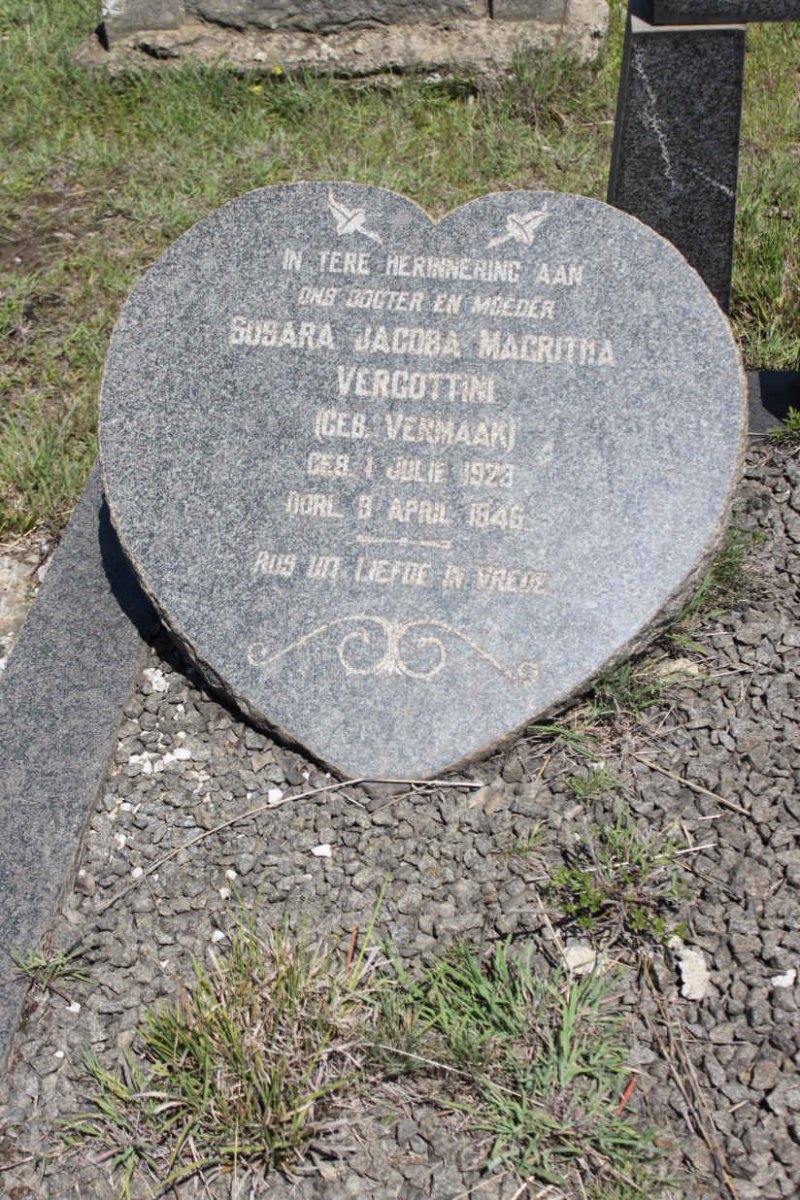 IN TERE HERINNERING AAN
ONS DOGTER EN MOEDER
SUSARA JACOBA MAGRITHA
VERGOTTINI
(GEB. VERMAAK)
GEB. 1 JULIE 1923
OORL. 9 APRIL 1946
RUS UIT LIEFDE IN VREDE.